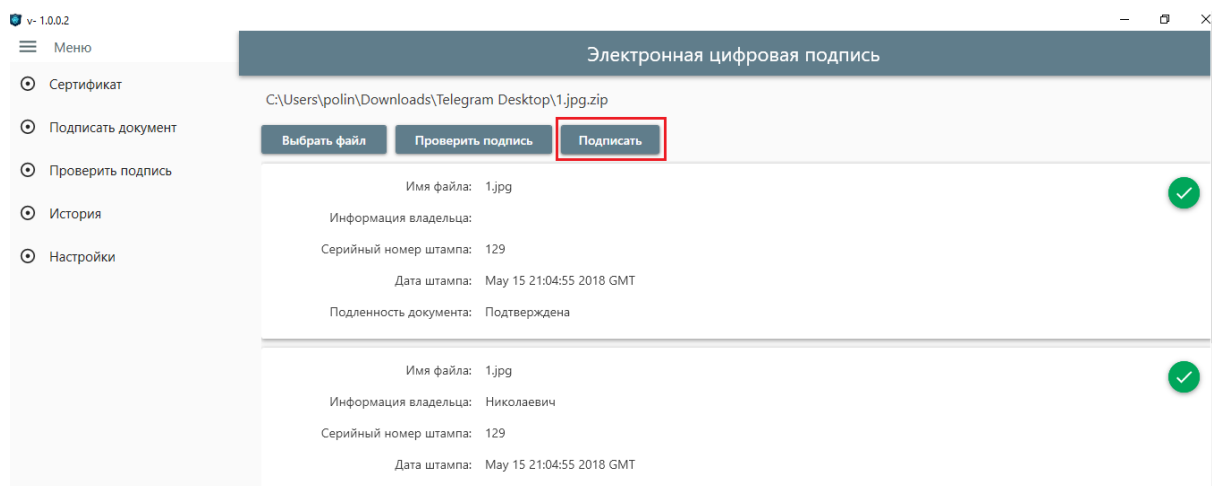 v- 1.0.0.2
Меню
Электронная цифровая подпись
Сертификат
Подписать документ
Проверить подпись
История
Настройки
C:\Users\polin\Downloads\Telegram Desktop\1.jpg.zip
Выбрать файл Проверить подпись Подписать
Имя файла: 1.jpg
Информация владельца:
Серийный номер штампа: 129
Дата штампа: May 15 21:04:55 2018 GMT
Подленность документа: Подтверждена
Имя файла: 1.jpg
Информация владельца: Николаевич
Серийный номер штампа: 129
Дата штампа: May 15 21:04:55 2018 GMT